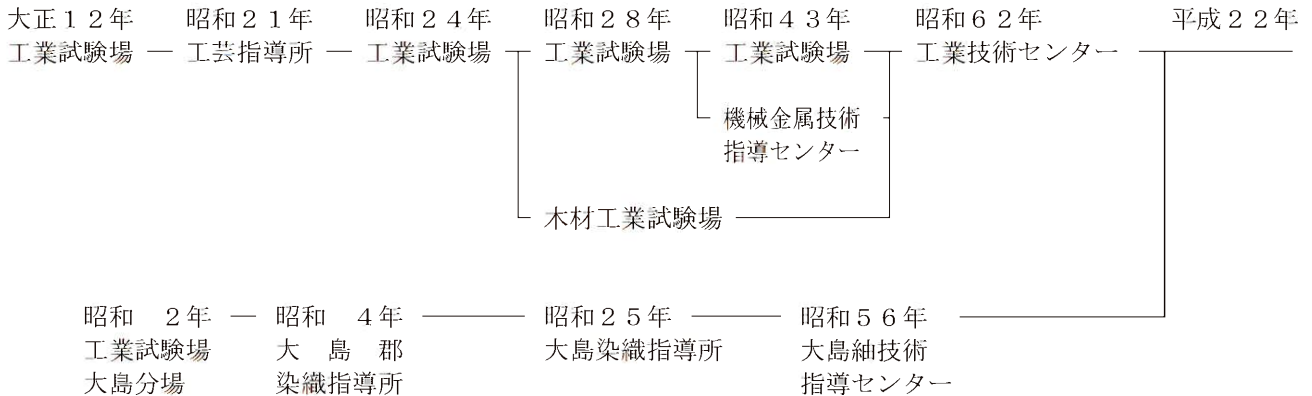 大正１２年 昭和２１年 昭和２４年 昭和２８年 昭和４３年 昭和６２年 平成２２年
工業試験場 工芸指導所 工業試験場 工業試験場 工業試験場 工業技術センター
機械金属技術
指導センター
木材工業試験場
昭和　２年 昭和　４年 昭和２５年 昭和５６年
工業試験場 大　島　郡 大島染織指導所 大島紬技術
大島分場 染織指導所 指導センター